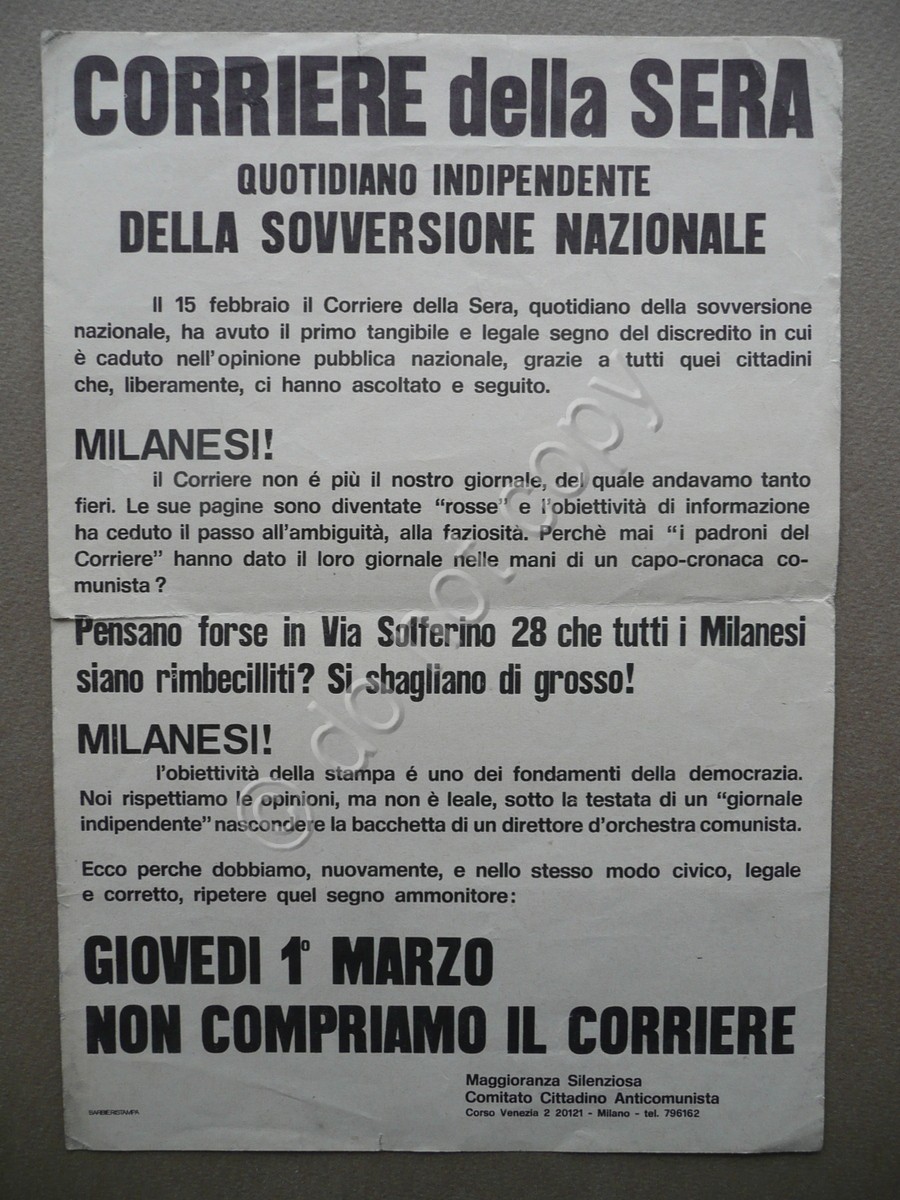 CORRIERE della SERA
QUOTIDIANO INDIPENDENTE
DELLA SOVVERSIONE NAZIONALE
Il 15 febbraio il Corriere della Sera, quotidiano della sovversione
nazionale, ha avuto il primo tangibile e legale segno del discredito in cui
è caduto nell'opinione pubblica nazionale, grazie a tutti quei cittadini
che, liberamente, ci hanno ascoltato e seguito.
MILANESI!
il Corriere non é più il nostro giornale, del quale andavamo tanto
fieri. Le sue pagine sono diventate “rosse” e l'obiettività di informazione
ha ceduto il passo all'ambiguità, alla faziosità. Perchè mai “i padroni del
Corriere” hanno dato il loro giornale nelle mani di un capo-cronaca co-
munista ?
Pensano forse in Via Solferino 28 che tutti i Milanesi
siano rimbecilliti? Si sbagliano di grosso!
MILANESI!
l'obiettività della stampa é uno dei fondamenti della democrazia.
Noi rispettiamo le opinioni, ma non è leale, sotto la testata di un “giornale
indipendente” nascondere la bacchetta di un direttore d'orchestra comunista.
Ecco perche dobbiamo, nuovamente, e nello stesso modo civico, legale
e corretto, ripetere quel segno ammonitore:
GIOVEDI 1º MARZO
NON COMPRIAMO IL CORRIERE
Maggioranza Silenziosa
Comitato Cittadino Anticomunista
Corso Venezia 2 20121 - Milano - tel. 796162
BARBIERISTAMPA
© do not copy